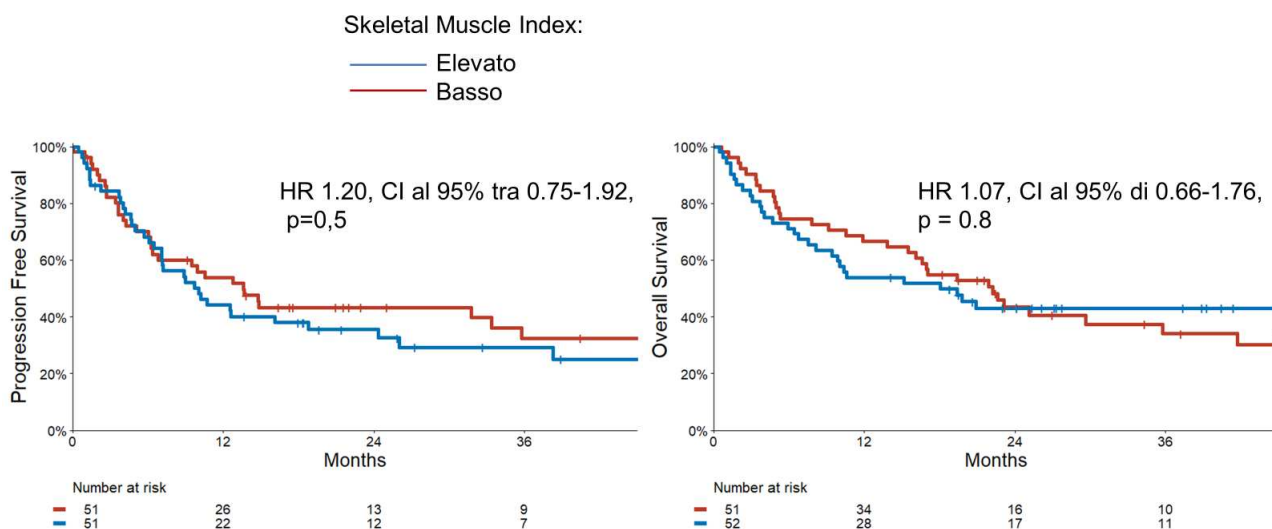 Skeletal Muscle Index:
Elevato
Basso
Progression Free Survival
100%
80%
60%
40%
20%
0%
HR 1.20, CI al 95% tra 0.75-1.92,
p=0,5
0 12 24 36
Months
Number at risk
51 26 13 9
51 22 12 7
Overall Survival
100%
80%
60%
40%
20%
0%
HR 1.07, CI al 95% di 0.66-1.76,
p = 0.8
0 12 24 36
Months
Number at risk
51 34 16 10
52 28 17 11